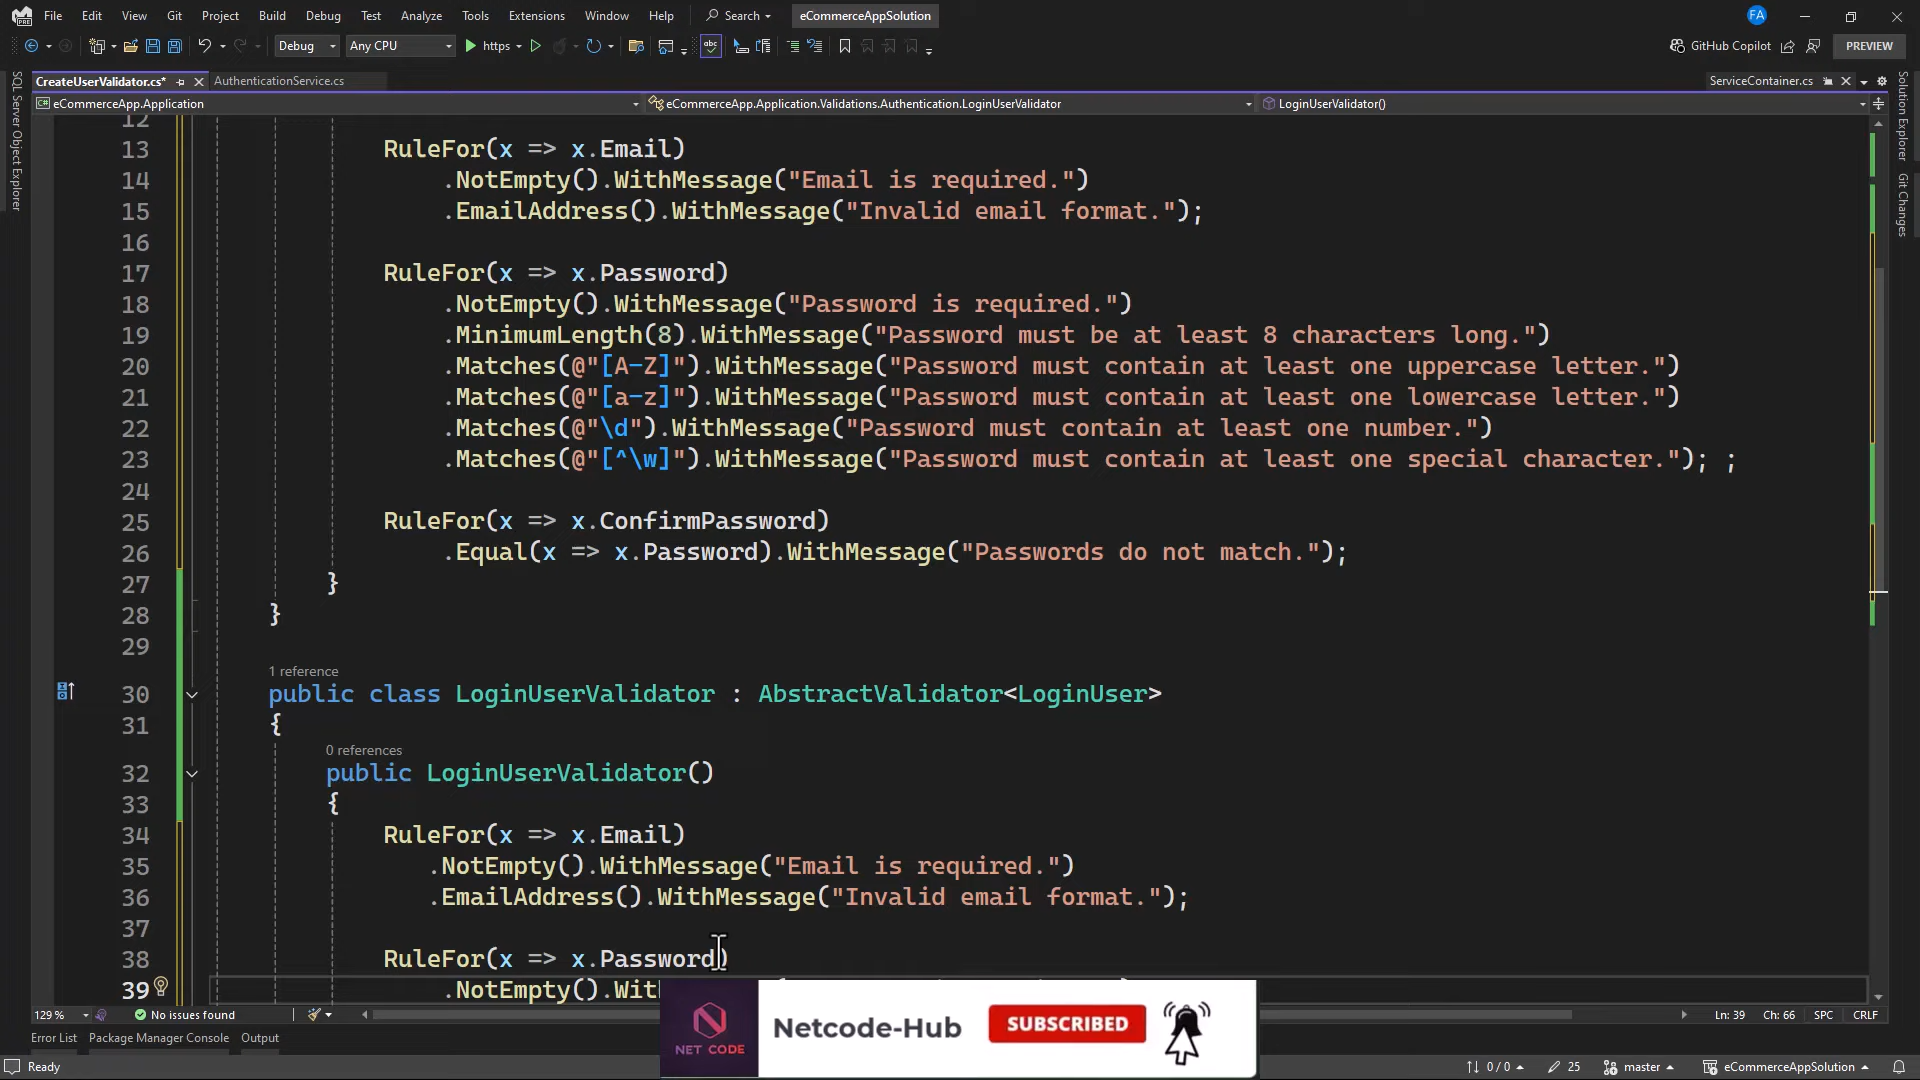 File Edit View Git Project Build Debug Test Analyze Tools Extensions Window Help Search eCommerceAppSolution FA
Debug Any CPU https GitHub Copilot PREVIEW
CreateUserValidator.cs* AuthenticationService.cs ServiceContainer.cs
eCommerceApp.Application eCommerceApp.Application.Validations.Authentication.LoginUserValidator LoginUserValidator()
SQL Server Object Explorer
Solution Explorer
Git Changes
12
13 RuleFor(x => x.Email)
14 .NotEmpty().WithMessage("Email is required.")
15 .EmailAddress().WithMessage("Invalid email format.");
16
17 RuleFor(x => x.Password)
18 .NotEmpty().WithMessage("Password is required.")
19 .MinimumLength(8).WithMessage("Password must be at least 8 characters long.")
20 .Matches(@"[A-Z]").WithMessage("Password must contain at least one uppercase letter.")
21 .Matches(@"[a-z]").WithMessage("Password must contain at least one lowercase letter.")
22 .Matches(@"\d").WithMessage("Password must contain at least one number.")
23 .Matches(@"[^\w]").WithMessage("Password must contain at least one special character."); ;
24
25 RuleFor(x => x.ConfirmPassword)
26 .Equal(x => x.Password).WithMessage("Passwords do not match.");
27 }
28 }
29
1 reference
30 public class LoginUserValidator : AbstractValidator<LoginUser>
31 {
0 references
32 public LoginUserValidator()
33 {
34 RuleFor(x => x.Email)
35 .NotEmpty().WithMessage("Email is required.")
36 .EmailAddress().WithMessage("Invalid email format.");
37
38 RuleFor(x => x.Password)
39 .NotEmpty().Wit
129 % No issues found Ln: 39 Ch: 66 SPC CRLF
NET CODE Netcode-Hub SUBSCRIBED
Error List Package Manager Console Output
Ready 0 / 0 25 master eCommerceAppSolution